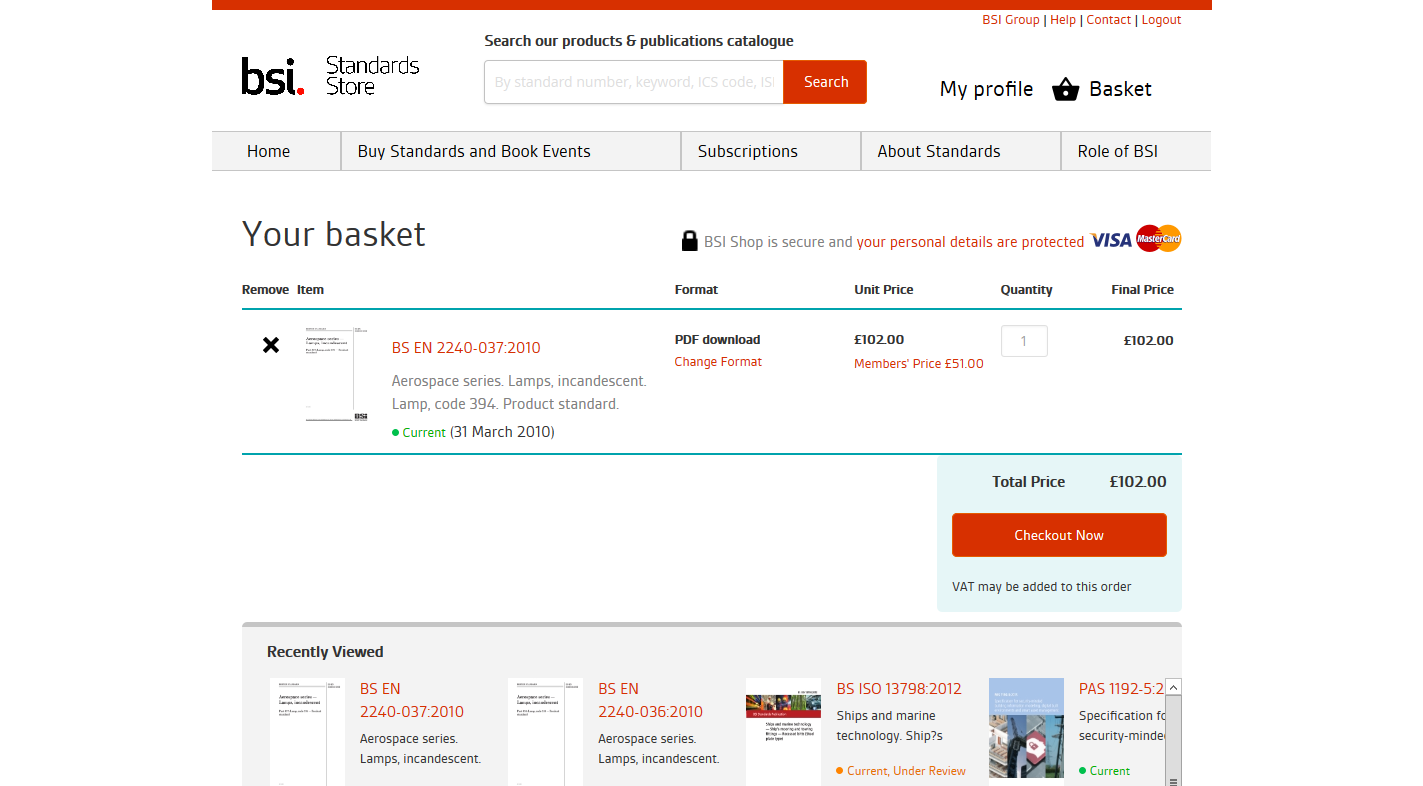 BSI Group | Help | Contact | Logout
Search our products & publications catalogue
bsi. Standards Store
By standard number, keyword, ICS code, ISI
Search
My profile
Basket
Home
Buy Standards and Book Events
Subscriptions
About Standards
Role of BSI
Your basket
BSI Shop is secure and your personal details are protected
VISA MasterCard
Remove Item Format Unit Price Quantity Final Price
BS EN 2240-037:2010
Aerospace series. Lamps, incandescent.
Lamp, code 394. Product standard.
Current (31 March 2010)
PDF download
Change Format
£102.00
Members' Price £51.00
1
£102.00
Total Price £102.00
Checkout Now
VAT may be added to this order
Recently Viewed
BS EN
2240-037:2010
Aerospace series.
Lamps, incandescent.
BS EN
2240-036:2010
Aerospace series.
Lamps, incandescent.
BS ISO 13798:2012
Ships and marine
technology. Ship?s
Current, Under Review
PAS 1192-5:2
Specification fo
security-minde
Current